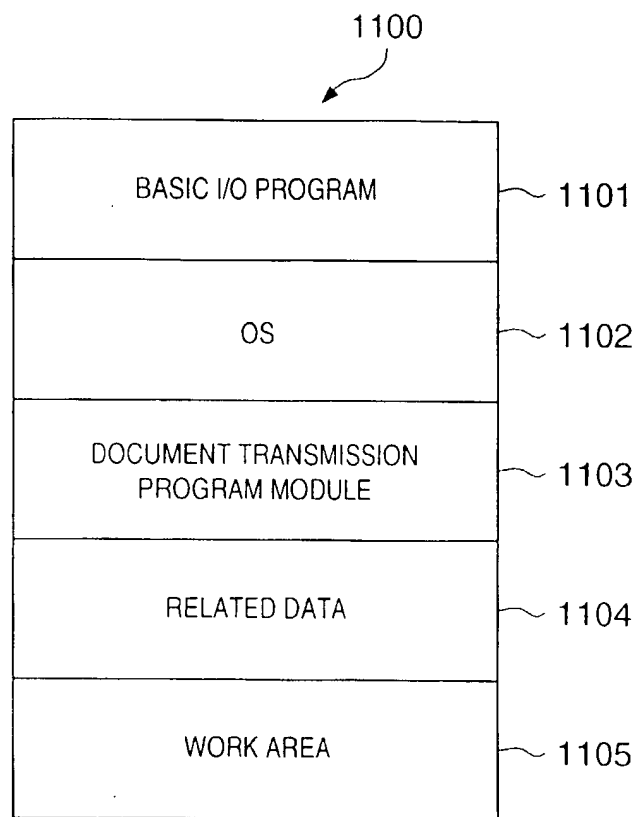 1100
BASIC I/O PROGRAM
1101
OS
1102
DOCUMENT TRANSMISSION
PROGRAM MODULE
1103
RELATED DATA
1104
WORK AREA
1105